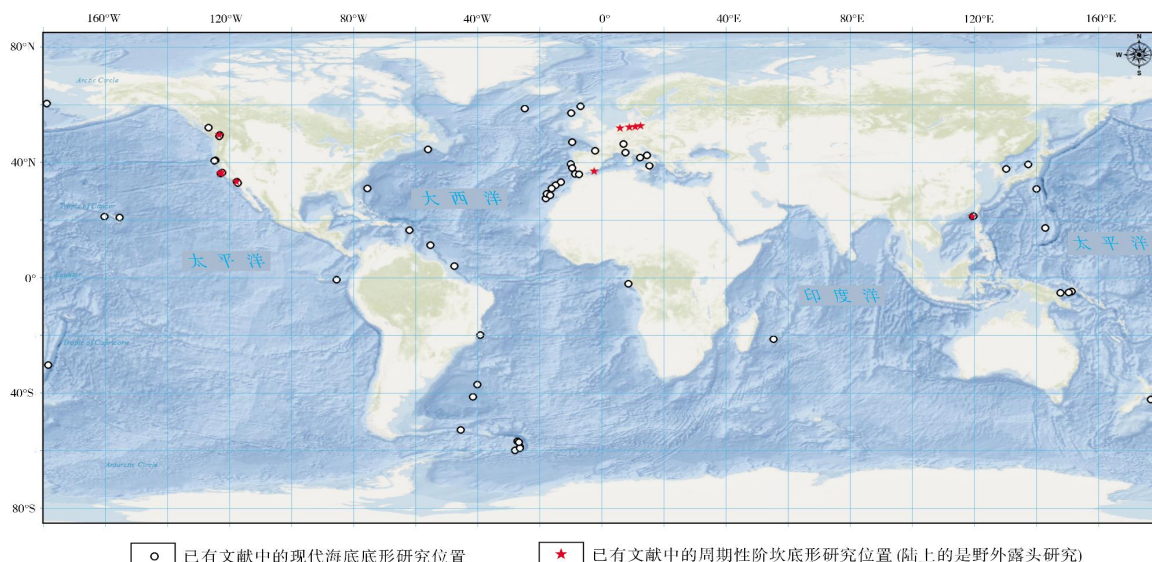 160°W 120°W 80°W 40°W 0° 40°E 80°E 120°E 160°E
80°N
N
W
S
Arctic Circle
40°N
大西洋
太平洋
太平洋
0°
印度洋
Tropic of Capricorn
40°S
Antarctic Circle
80°S
已有文献中的现代海底底形研究位置
已有文献中的周期性阶坎底形研究位置(陆上的是野外露头研究)